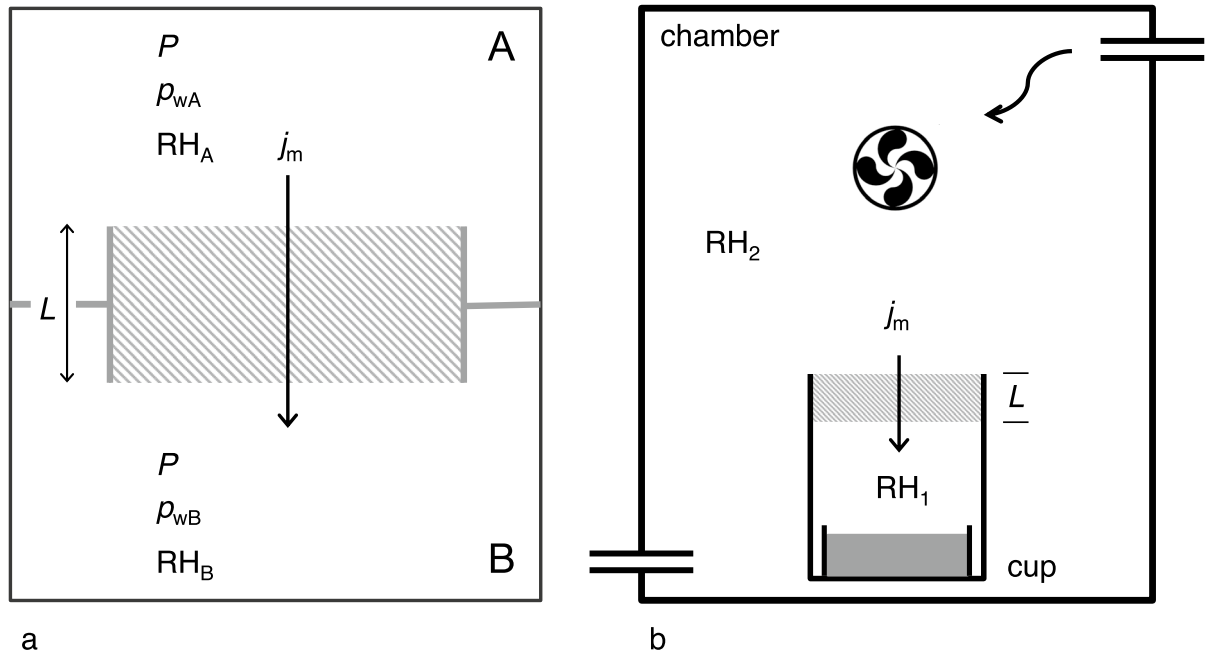 P
A
p_wA
RH_A
j_m
L
P
p_wB
RH_B
B
a
chamber
RH_2
j_m
L
RH_1
cup
b